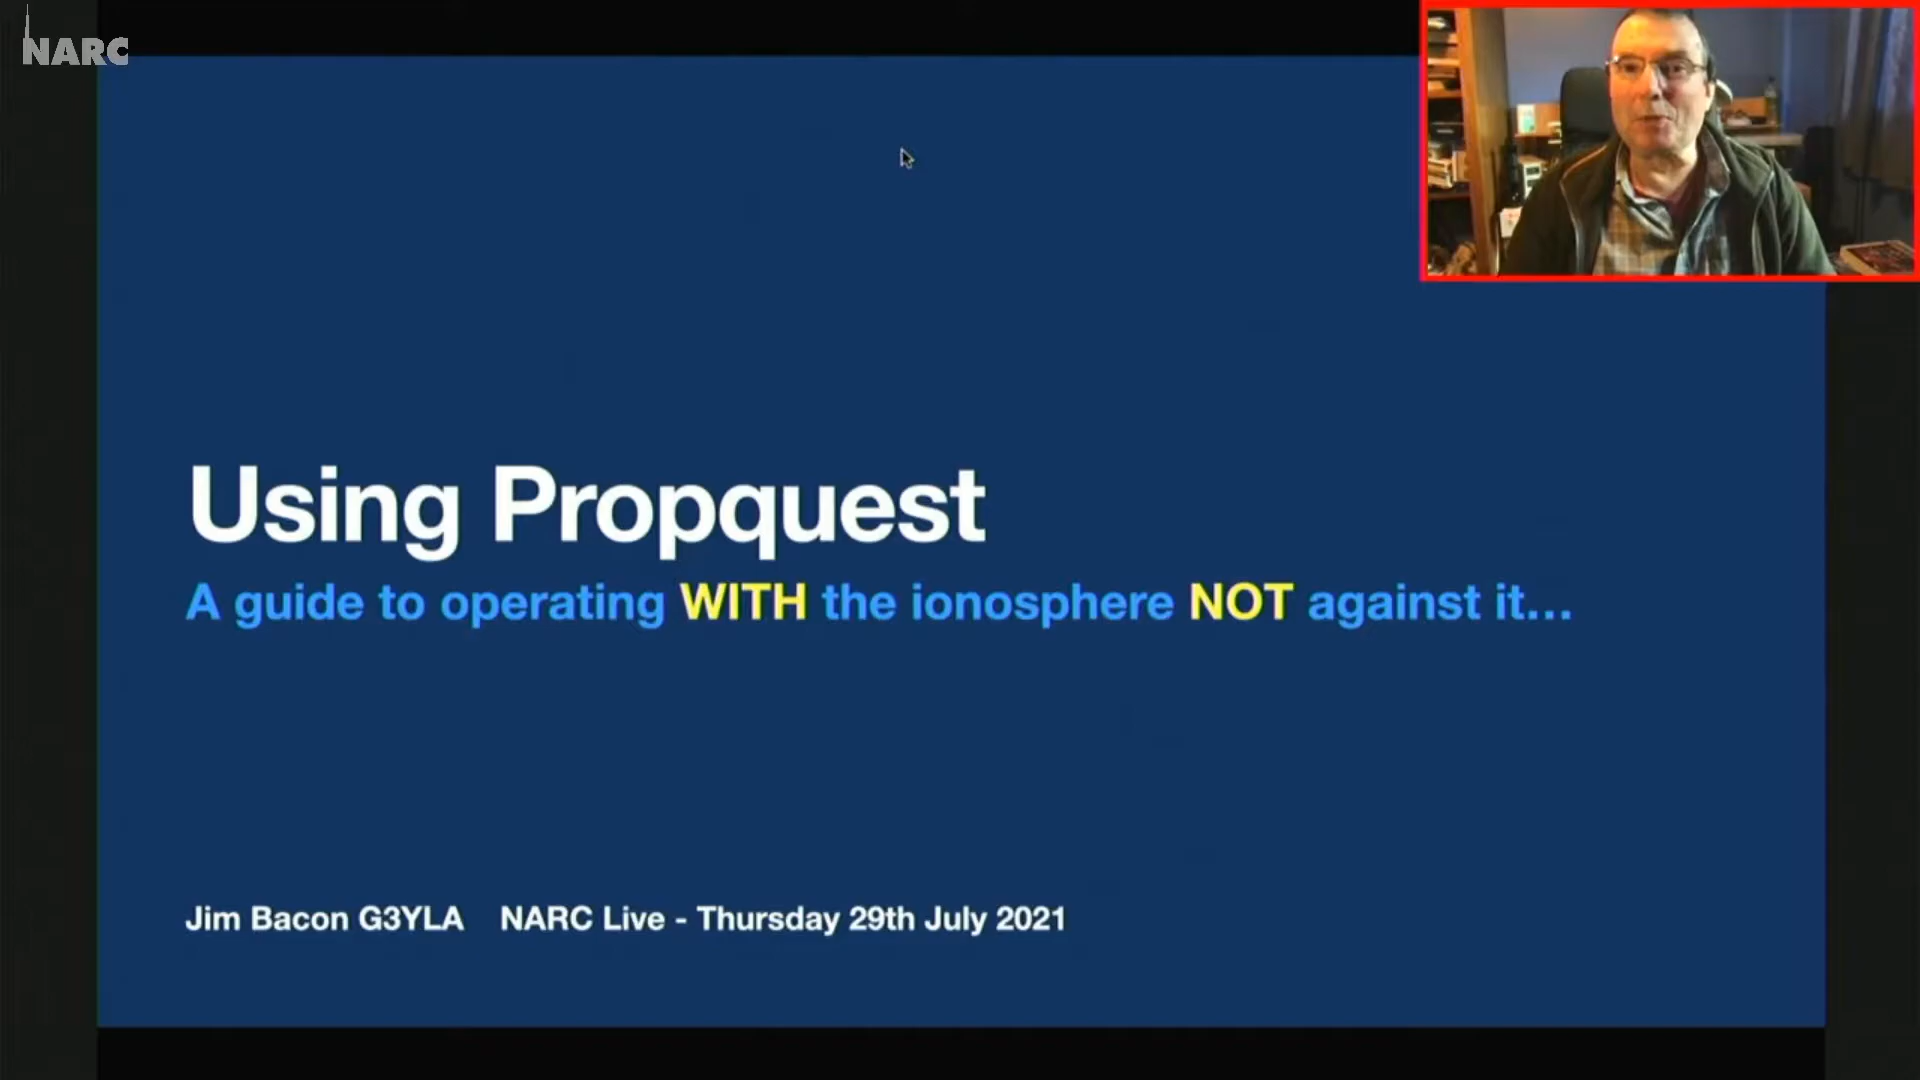 NARC
Using Propquest
A guide to operating WITH the ionosphere NOT against it...
Jim Bacon G3YLA NARC Live - Thursday 29th July 2021